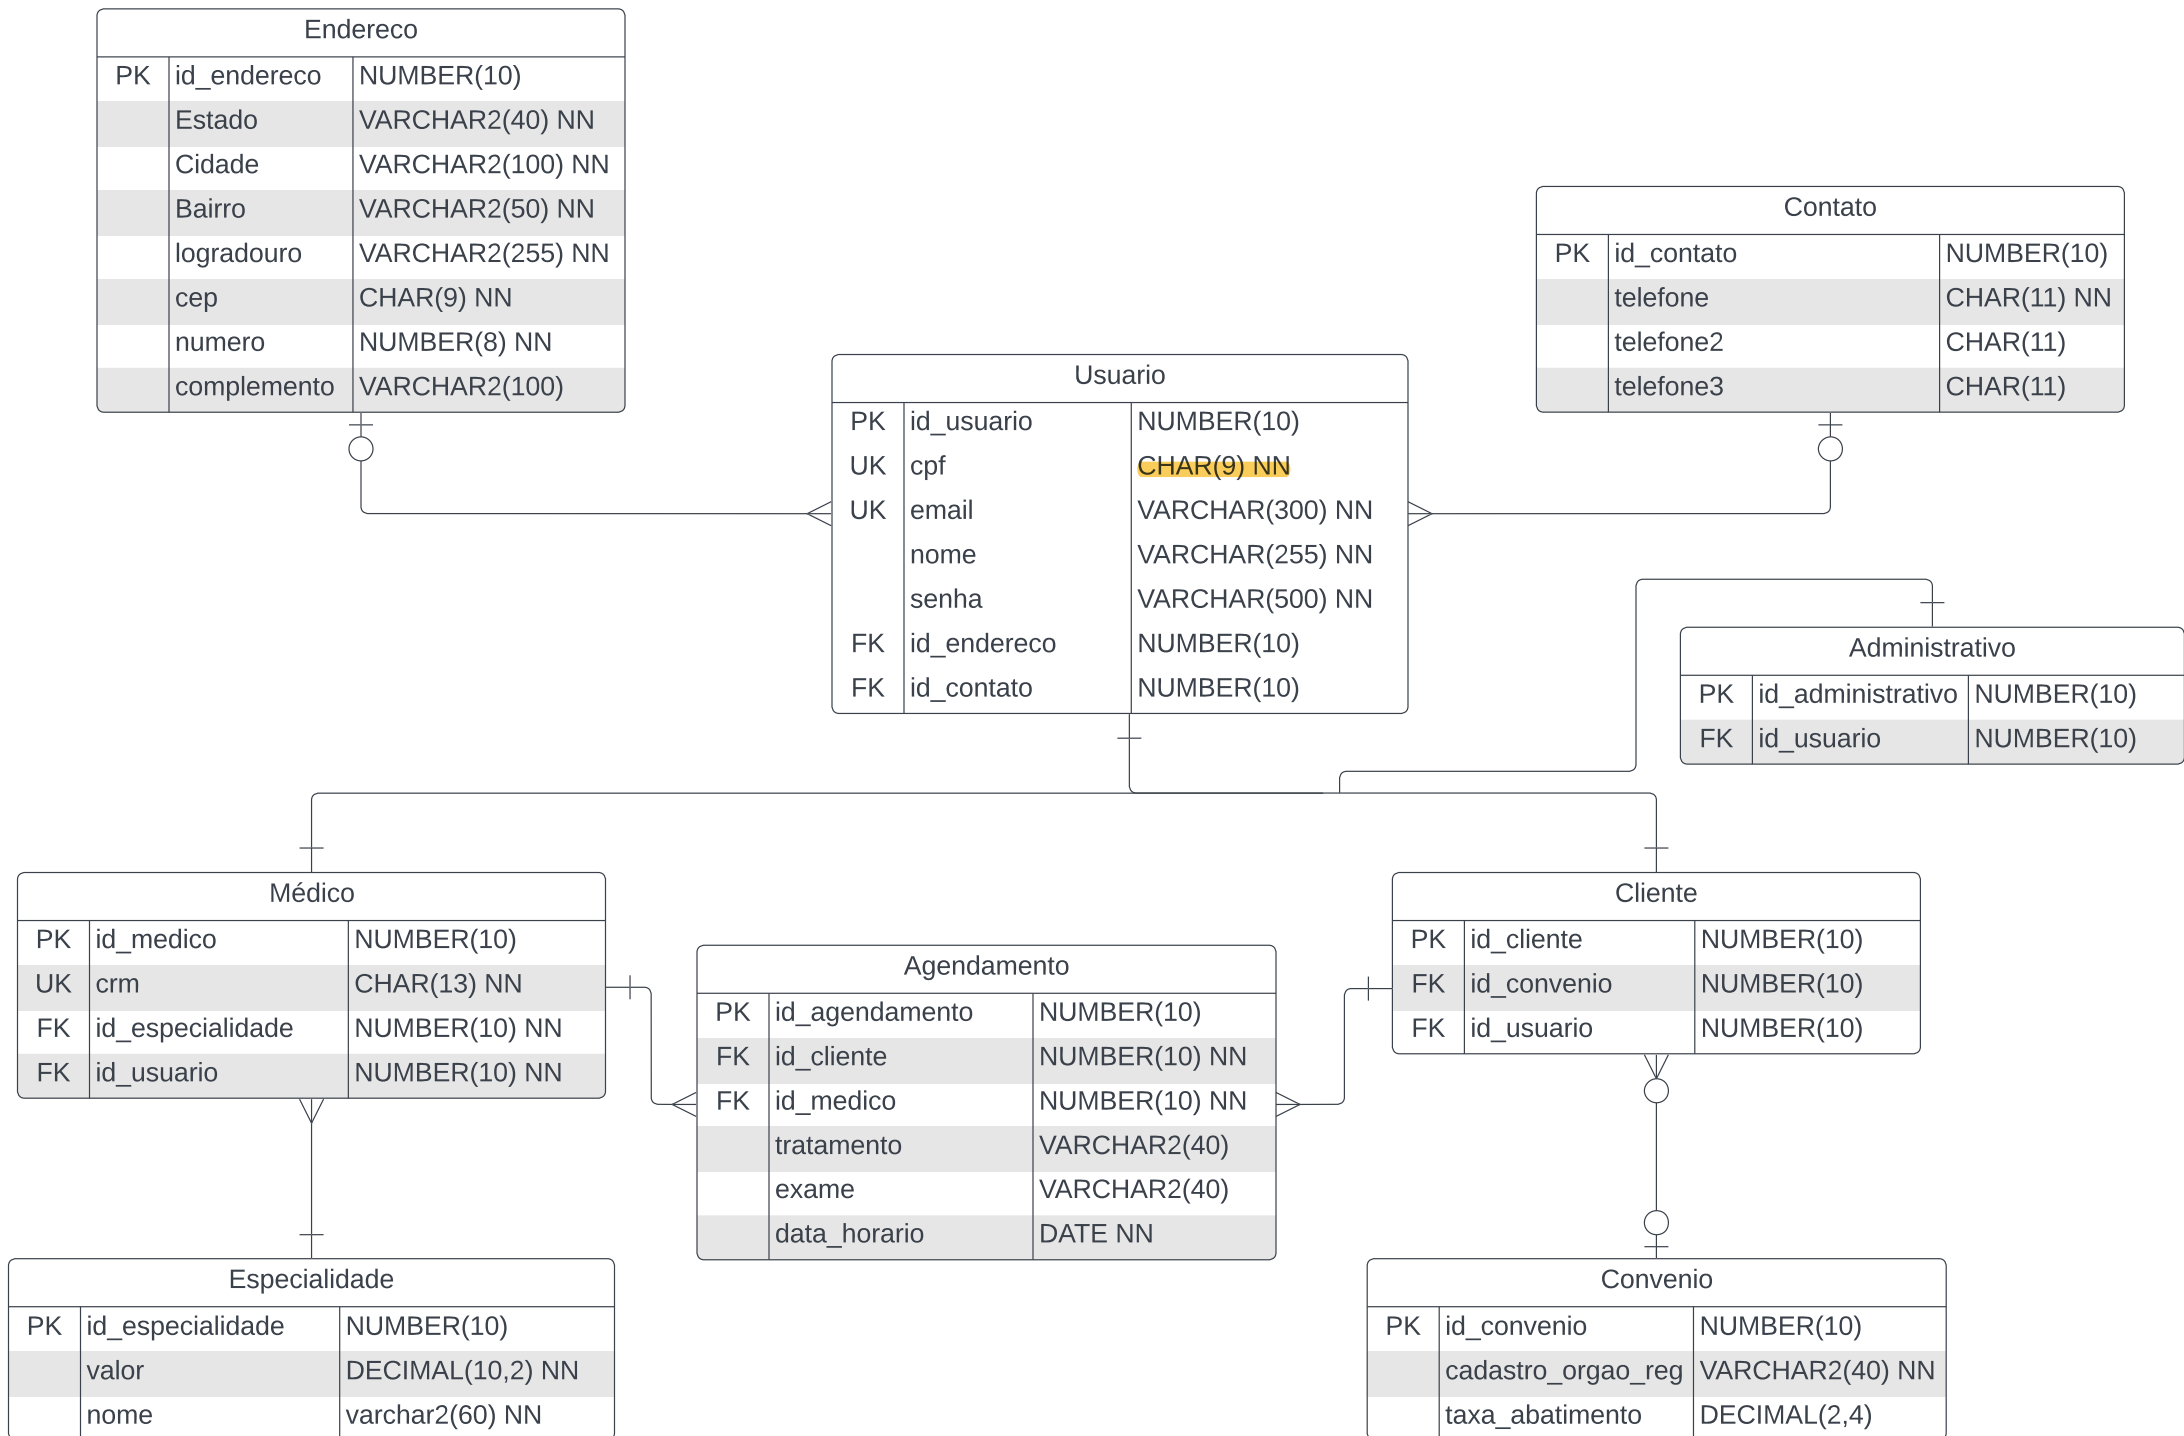 Endereco
PK id_endereco NUMBER(10)
Estado VARCHAR2(40) NN
Cidade VARCHAR2(100) NN
Bairro VARCHAR2(50) NN
logradouro VARCHAR2(255) NN
cep CHAR(9) NN
numero NUMBER(8) NN
complemento VARCHAR2(100)
Contato
PK id_contato NUMBER(10)
telefone CHAR(11) NN
telefone2 CHAR(11)
telefone3 CHAR(11)
Usuario
PK id_usuario NUMBER(10)
UK cpf CHAR(9) NN
UK email VARCHAR(300) NN
nome VARCHAR(255) NN
senha VARCHAR(500) NN
FK id_endereco NUMBER(10)
FK id_contato NUMBER(10)
Administrativo
PK id_administrativo NUMBER(10)
FK id_usuario NUMBER(10)
Médico
PK id_medico NUMBER(10)
UK crm CHAR(13) NN
FK id_especialidade NUMBER(10) NN
FK id_usuario NUMBER(10) NN
Agendamento
PK id_agendamento NUMBER(10)
FK id_cliente NUMBER(10) NN
FK id_medico NUMBER(10) NN
tratamento VARCHAR2(40)
exame VARCHAR2(40)
data_horario DATE NN
Cliente
PK id_cliente NUMBER(10)
FK id_convenio NUMBER(10)
FK id_usuario NUMBER(10)
Especialidade
PK id_especialidade NUMBER(10)
valor DECIMAL(10,2) NN
nome varchar2(60) NN
Convenio
PK id_convenio NUMBER(10)
cadastro_orgao_reg VARCHAR2(40) NN
taxa_abatimento DECIMAL(2,4)